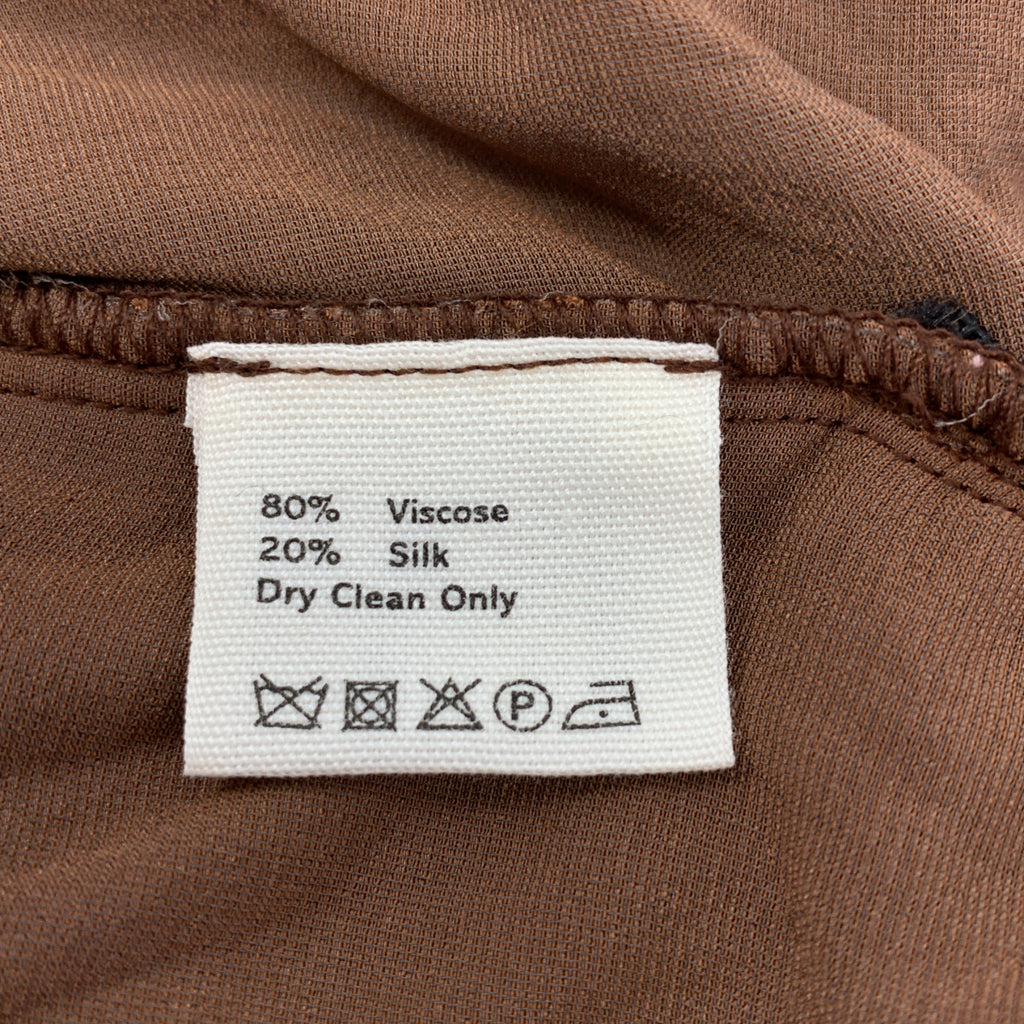 80% Viscose
20% Silk
Dry Clean Only
P